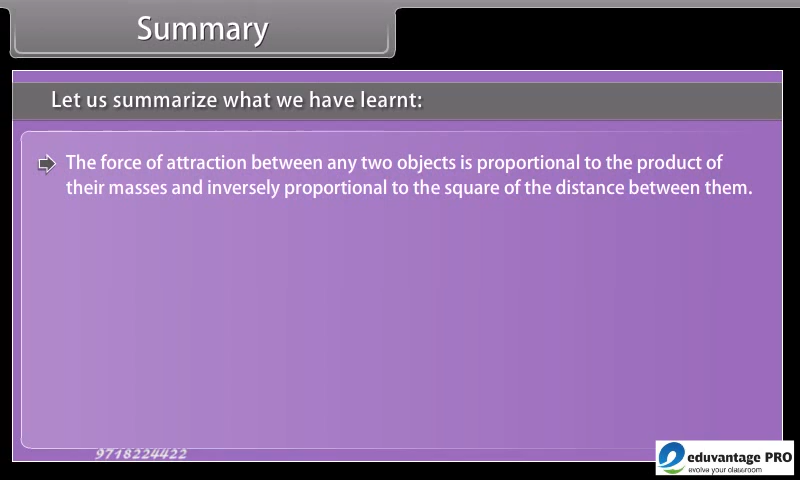 Summary
Let us summarize what we have learnt:
The force of attraction between any two objects is proportional to the product of
their masses and inversely proportional to the square of the distance between them.
9718224422
eduvantage PRO
evolve your classroom